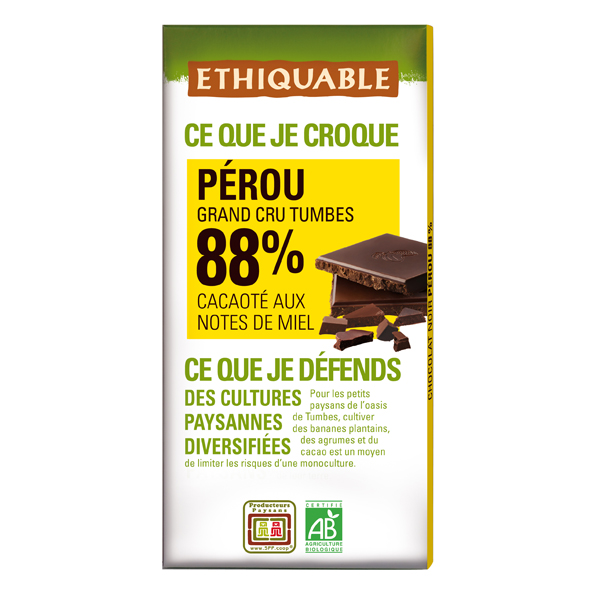 ETHIQUABLE
CE QUE JE CROQUE
PÉROU
GRAND CRU TUMBES
88%
CACAOTÉ AUX
NOTES DE MIEL
CHOCOLAT NOIR PÉROU 88 %
CE QUE JE DÉFENDS
DES CULTURES
PAYSANNES
DIVERSIFIÉES
Pour les petits
paysans de l'oasis
de Tumbes, cultiver
des bananes plantains,
des agrumes et du
cacao est un moyen
de limiter les risques d'une monoculture.
Producteurs
Paysans
www.SPP.coop
CERTIFIÉ
AB
AGRICULTURE
BIOLOGIQUE